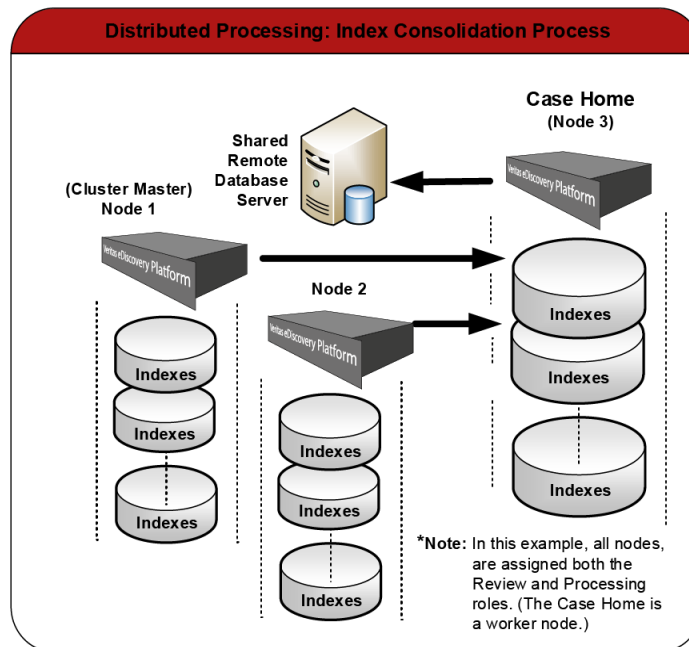 Distributed Processing: Index Consolidation Process
Case Home
(Node 3)
Shared
Remote
Database
Server
(Cluster Master)
Node 1
Veritas eDiscovery Platform
Veritas eDiscovery Platform
Node 2
Veritas eDiscovery Platform
Indexes
Indexes
Indexes
Indexes
Indexes
Indexes
Indexes
Indexes
Indexes
*Note: In this example, all nodes,
are assigned both the
Review and Processing
roles. (The Case Home is
a worker node.)